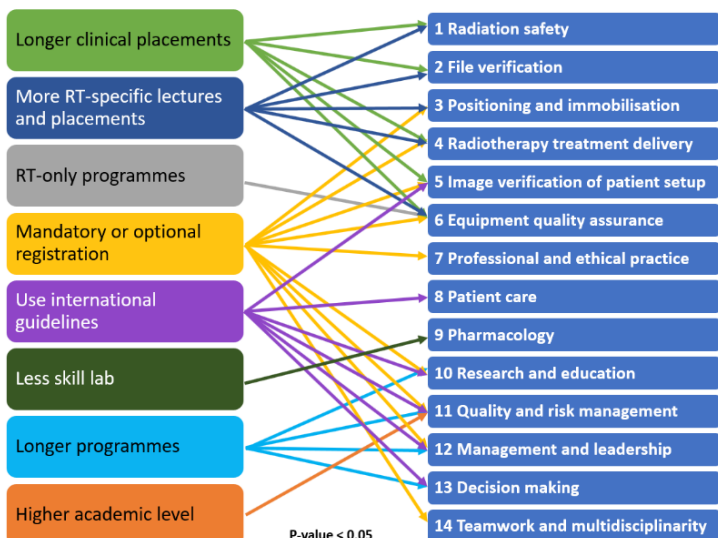 Longer clinical placements
More RT-specific lectures
and placements
RT-only programmes
Mandatory or optional
registration
Use international
guidelines
Less skill lab
Longer programmes
Higher academic level
1 Radiation safety
2 File verification
3 Positioning and immobilisation
4 Radiotherapy treatment delivery
5 Image verification of patient setup
6 Equipment quality assurance
7 Professional and ethical practice
8 Patient care
9 Pharmacology
10 Research and education
11 Quality and risk management
12 Management and leadership
13 Decision making
14 Teamwork and multidisciplinarity
P-value < 0.05